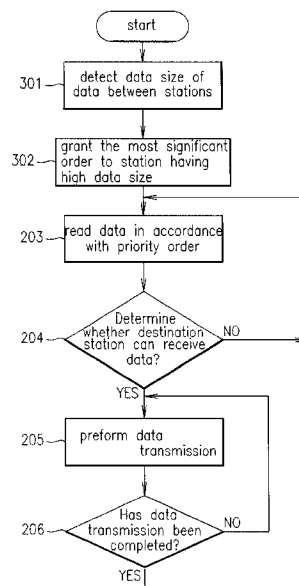 start
301
detect data size of
data between stations
302
grant the most significant
order to station having
high data size
203
read data in accordance
with priority order
204
Determine
whether destination
station can receive
data?
NO
YES
205
preform data
transmission
206
Has data
transmission been
completed?
NO
YES